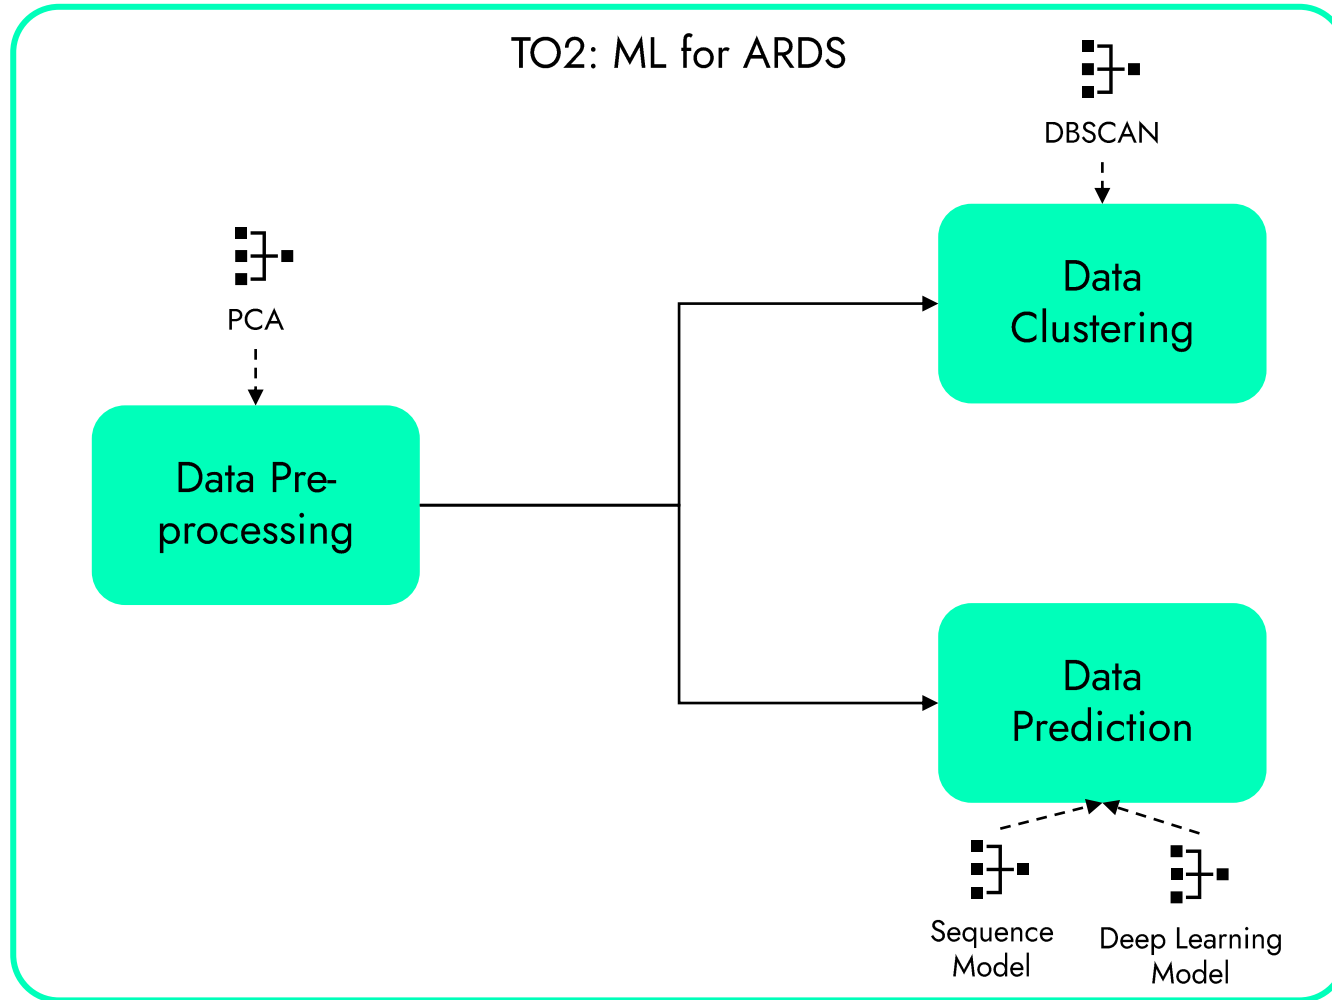 TO2: ML for ARDS
DBSCAN
Data
Clustering
PCA
Data Pre-
processing
Data
Prediction
Sequence
Model
Deep Learning
Model